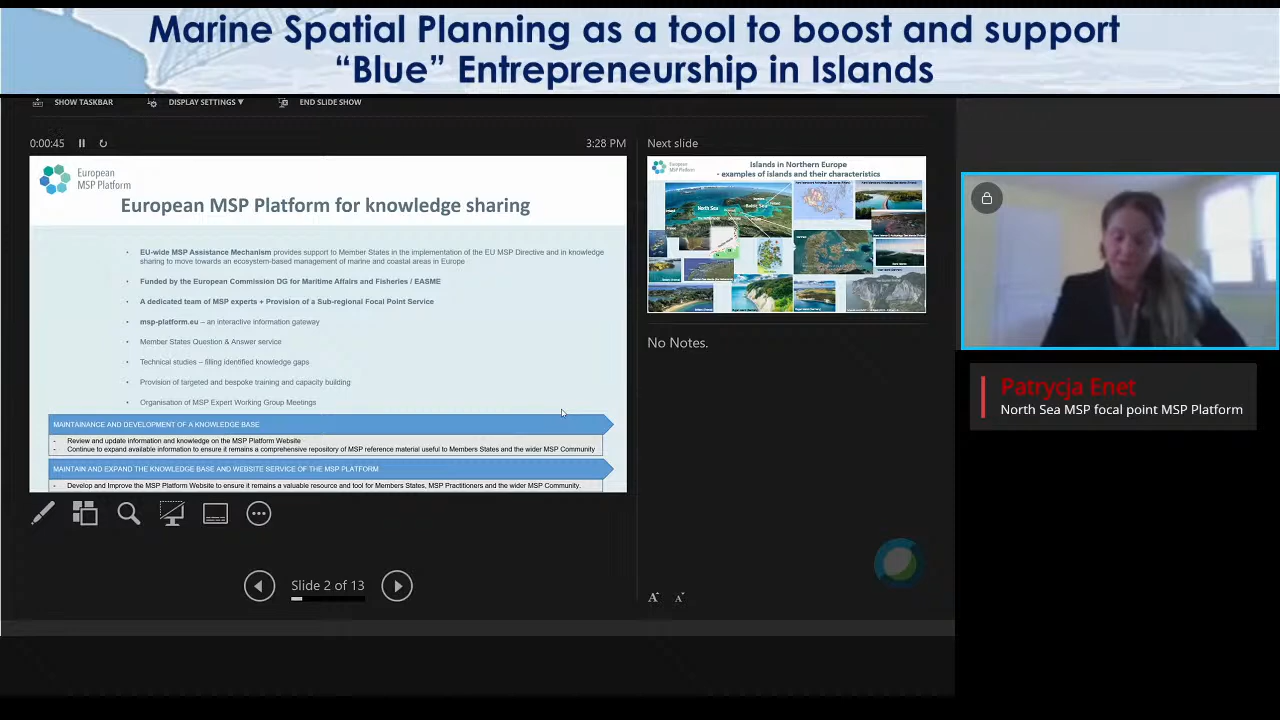 Marine Spatial Planning as a tool to boost and support
“Blue” Entrepreneurship in Islands
SHOW TASKBAR
DISPLAY SETTINGS ▼
END SLIDE SHOW
0:00:45
3:28 PM
European
MSP Platform
European MSP Platform for knowledge sharing
• EU-wide MSP Assistance Mechanism provides support to Member States in the implementation of the EU MSP Directive and in knowledge
sharing to move towards an ecosystem-based management of marine and coastal areas in Europe
• Funded by the European Commission DG for Maritime Affairs and Fisheries / EASME
• A dedicated team of MSP experts + Provision of a Sub-regional Focal Point Service
• msp-platform.eu – an interactive information gateway
• Member States Question & Answer service
• Technical studies – filling identified knowledge gaps
• Provision of targeted and bespoke training and capacity building
• Organisation of MSP Expert Working Group Meetings
MAINTAINANCE AND DEVELOPMENT OF A KNOWLEDGE BASE
- Review and update information and knowledge on the MSP Platform Website
- Continue to expand available information to ensure it remains a comprehensive repository of MSP reference material useful to Members States and the wider MSP Community
MAINTAIN AND EXPAND THE KNOWLEDGE BASE AND WEBSITE SERVICE OF THE MSP PLATFORM
- Develop and Improve the MSP Platform Website to ensure it remains a valuable resource and tool for Members States, MSP Practitioners and the wider MSP Community.
Slide 2 of 13
Next slide
European
MSP Platform
Islands in Northern Europe
- examples of islands and their characteristics
North Sea
Baltic Sea
No Notes.
A A
Patrycja Enet
North Sea MSP focal point MSP Platform